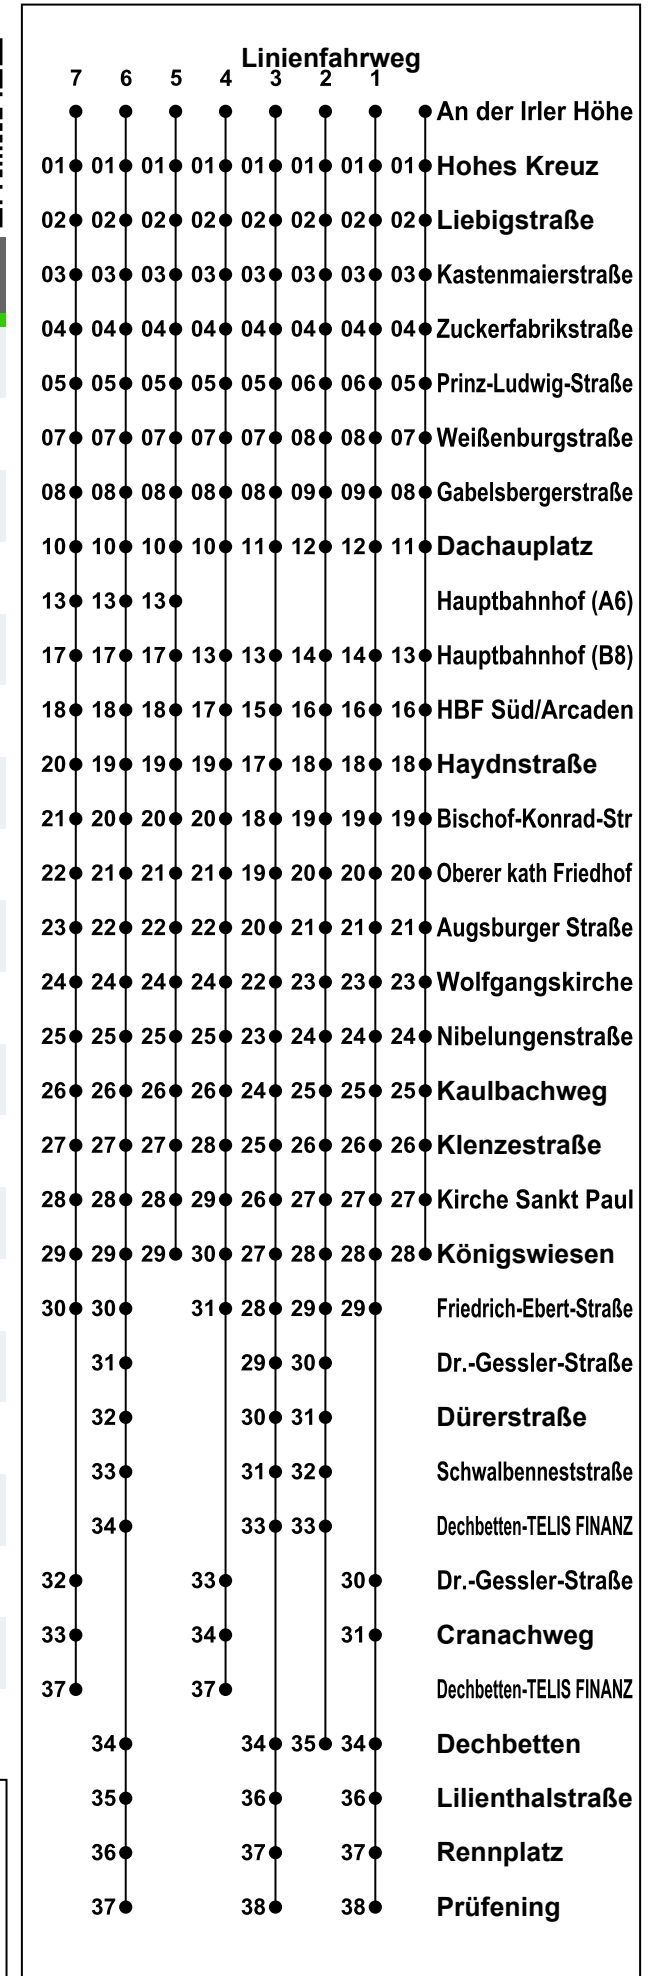 Linienfahrweg
7 6 5 4 3 2 1
An der Irler Höhe
01 01 01 01 01 01 01 01 Hohes Kreuz
02 02 02 02 02 02 02 02 Liebigstraße
03 03 03 03 03 03 03 03 Kastenmaierstraße
04 04 04 04 04 04 04 04 Zuckerfabrikstraße
05 05 05 05 05 06 06 05 Prinz-Ludwig-Straße
07 07 07 07 07 08 08 07 Weißenburgstraße
08 08 08 08 08 09 09 08 Gabelsbergerstraße
10 10 10 10 11 12 12 11 Dachauplatz
13 13 13 Hauptbahnhof (A6)
17 17 17 13 13 14 14 13 Hauptbahnhof (B8)
18 18 18 17 15 16 16 16 HBF Süd/Arcaden
20 19 19 19 17 18 18 18 Haydnstraße
21 20 20 20 18 19 19 19 Bischof-Konrad-Str
22 21 21 21 19 20 20 20 Oberer kath Friedhof
23 22 22 22 20 21 21 21 Augsburger Straße
24 24 24 24 22 23 23 23 Wolfgangskirche
25 25 25 25 23 24 24 24 Nibelungenstraße
26 26 26 26 24 25 25 25 Kaulbachweg
27 27 27 28 25 26 26 26 Klenzestraße
28 28 28 29 26 27 27 27 Kirche Sankt Paul
29 29 29 30 27 28 28 28 Königswiesen
30 30 31 28 29 29 Friedrich-Ebert-Straße
31 29 30 Dr.-Gessler-Straße
32 30 31 Dürerstraße
33 31 32 Schwalbenneststraße
34 33 33 Dechbetten-TELIS FINANZ
32 33 30 Dr.-Gessler-Straße
33 34 31 Cranachweg
37 37 Dechbetten-TELIS FINANZ
34 34 35 34 Dechbetten
35 36 36 Lilienthalstraße
36 37 37 Rennplatz
37 38 38 Prüfening